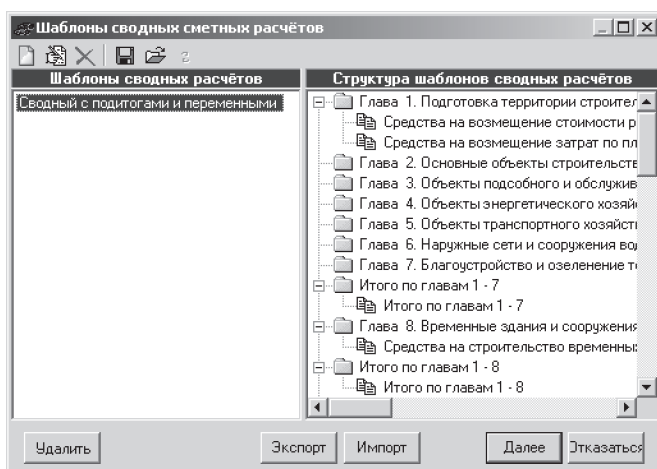 Шаблоны сводных сметных расчётов
Шаблоны сводных расчётов
Структура шаблонов сводных расчётов
Сводный с подитогами и переменными
Глава 1. Подготовка территории строител
Средства на возмещение стоимости р
Средства на возмещение затрат по пл
Глава 2. Основные объекты строительств
Глава 3. Объекты подсобного и обслужив
Глава 4. Объекты энергетического хозяй
Глава 5. Объекты транспортного хозяйст
Глава 6. Наружные сети и сооружения во
Глава 7. Благоустройство и озеленение т
Итого по главам 1 - 7
Итого по главам 1 - 7
Глава 8. Временные здания и сооружения
Средства на строительство временны
Итого по главам 1 - 8
Итого по главам 1 - 8
Удалить
Экспорт
Импорт
Далее
Отказаться